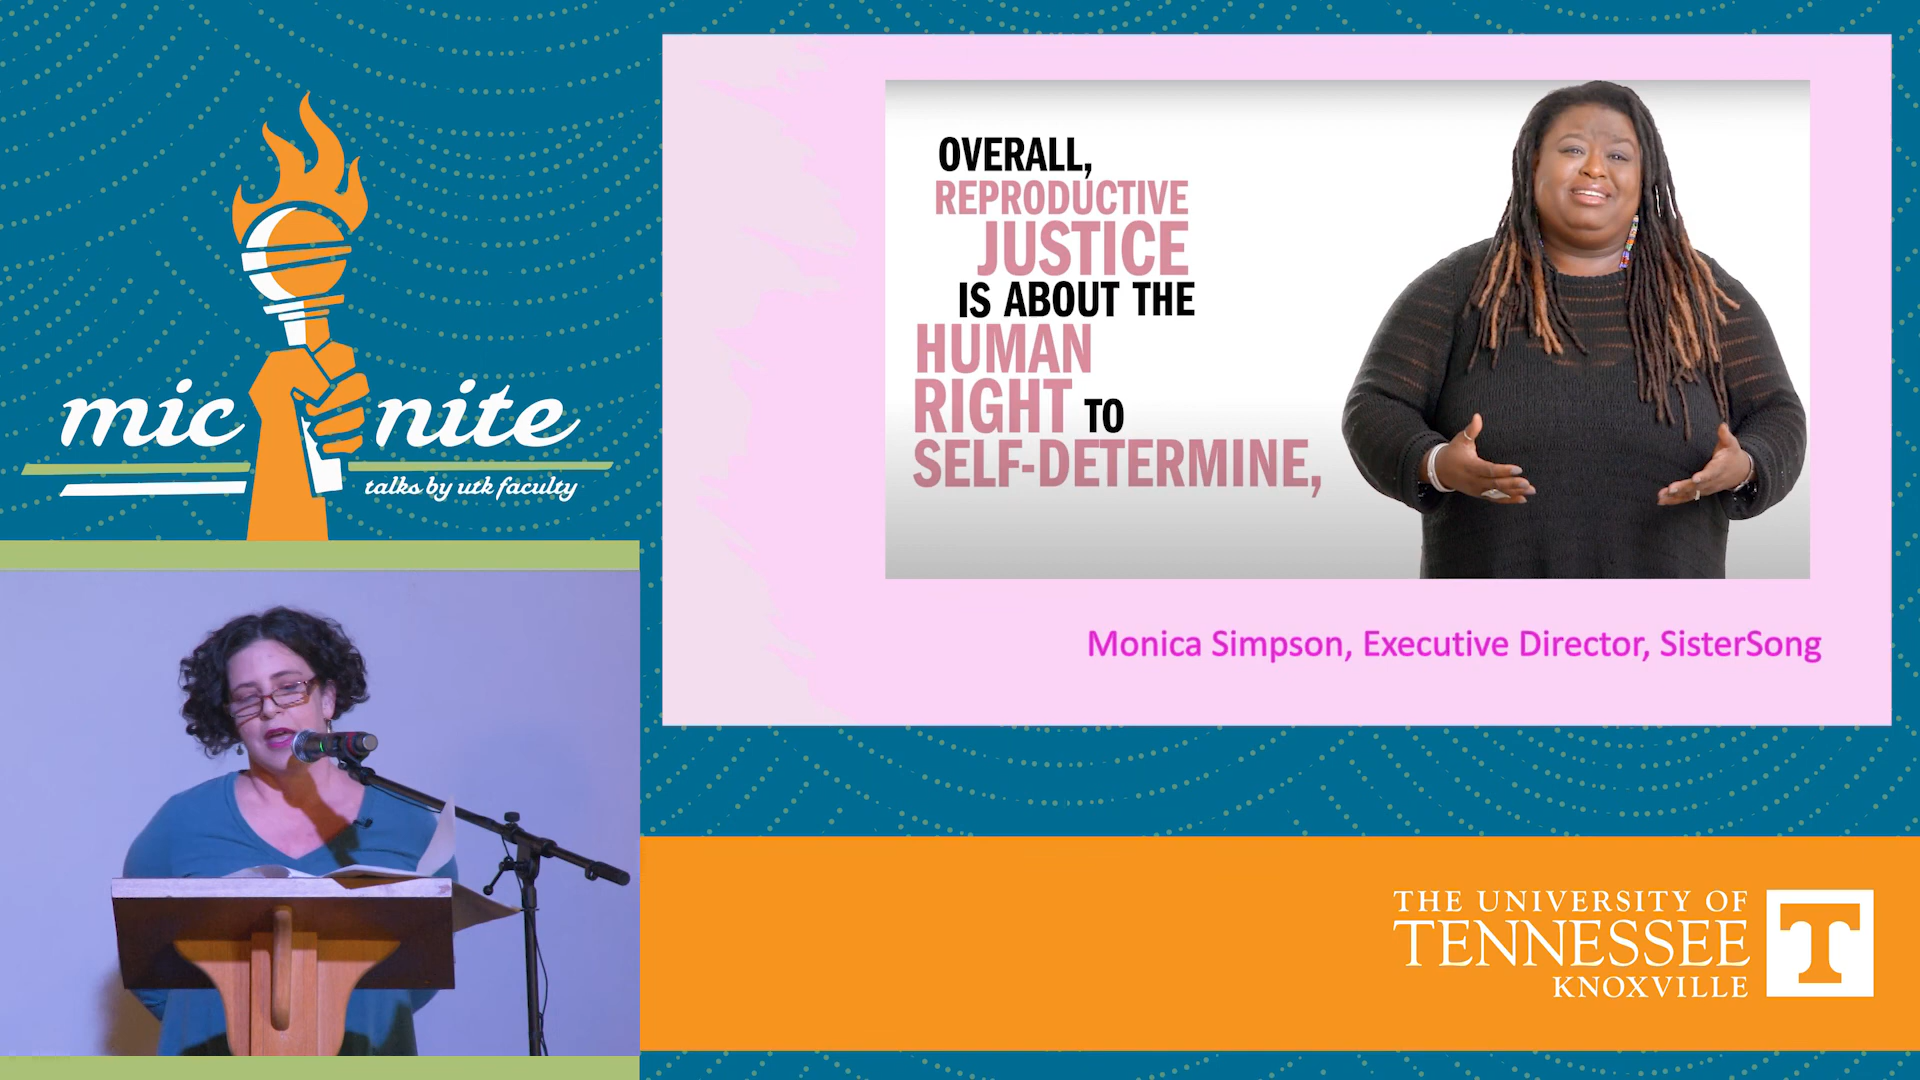 mic nite
talks by utk faculty
OVERALL,
REPRODUCTIVE
JUSTICE
IS ABOUT THE
HUMAN
RIGHT TO
SELF-DETERMINE,
Monica Simpson, Executive Director, SisterSong
THE UNIVERSITY OF
TENNESSEE
KNOXVILLE
T